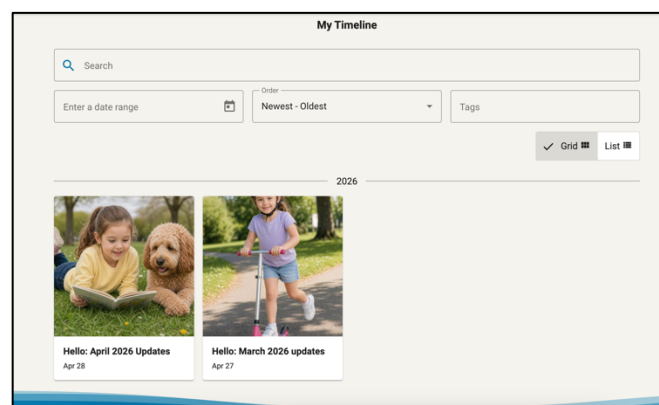 My Timeline
Search
Order
Enter a date range
Newest - Oldest
Tags
Grid
List
2026
Hello: April 2026 Updates
Apr 28
Hello: March 2026 updates
Apr 27